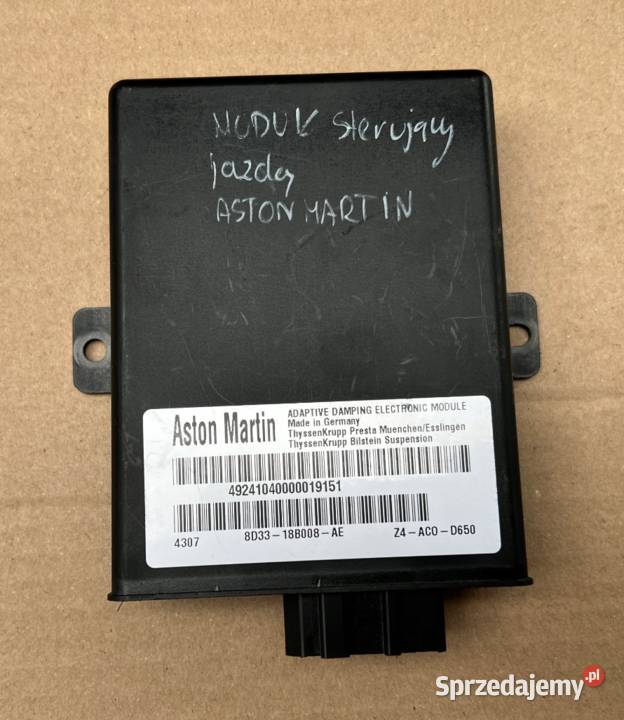 MODUŁ sterujący
jazdą
ASTON MARTIN
Aston Martin
ADAPTIVE DAMPING ELECTRONIC MODULE
Made in Germany
ThyssenKrupp Presta Muenchen/Esslingen
ThyssenKrupp Bilstein Suspension
49241040000019151
4307 8D33-18B008-AE Z4-ACO-D650
Sprzedajemy.pl